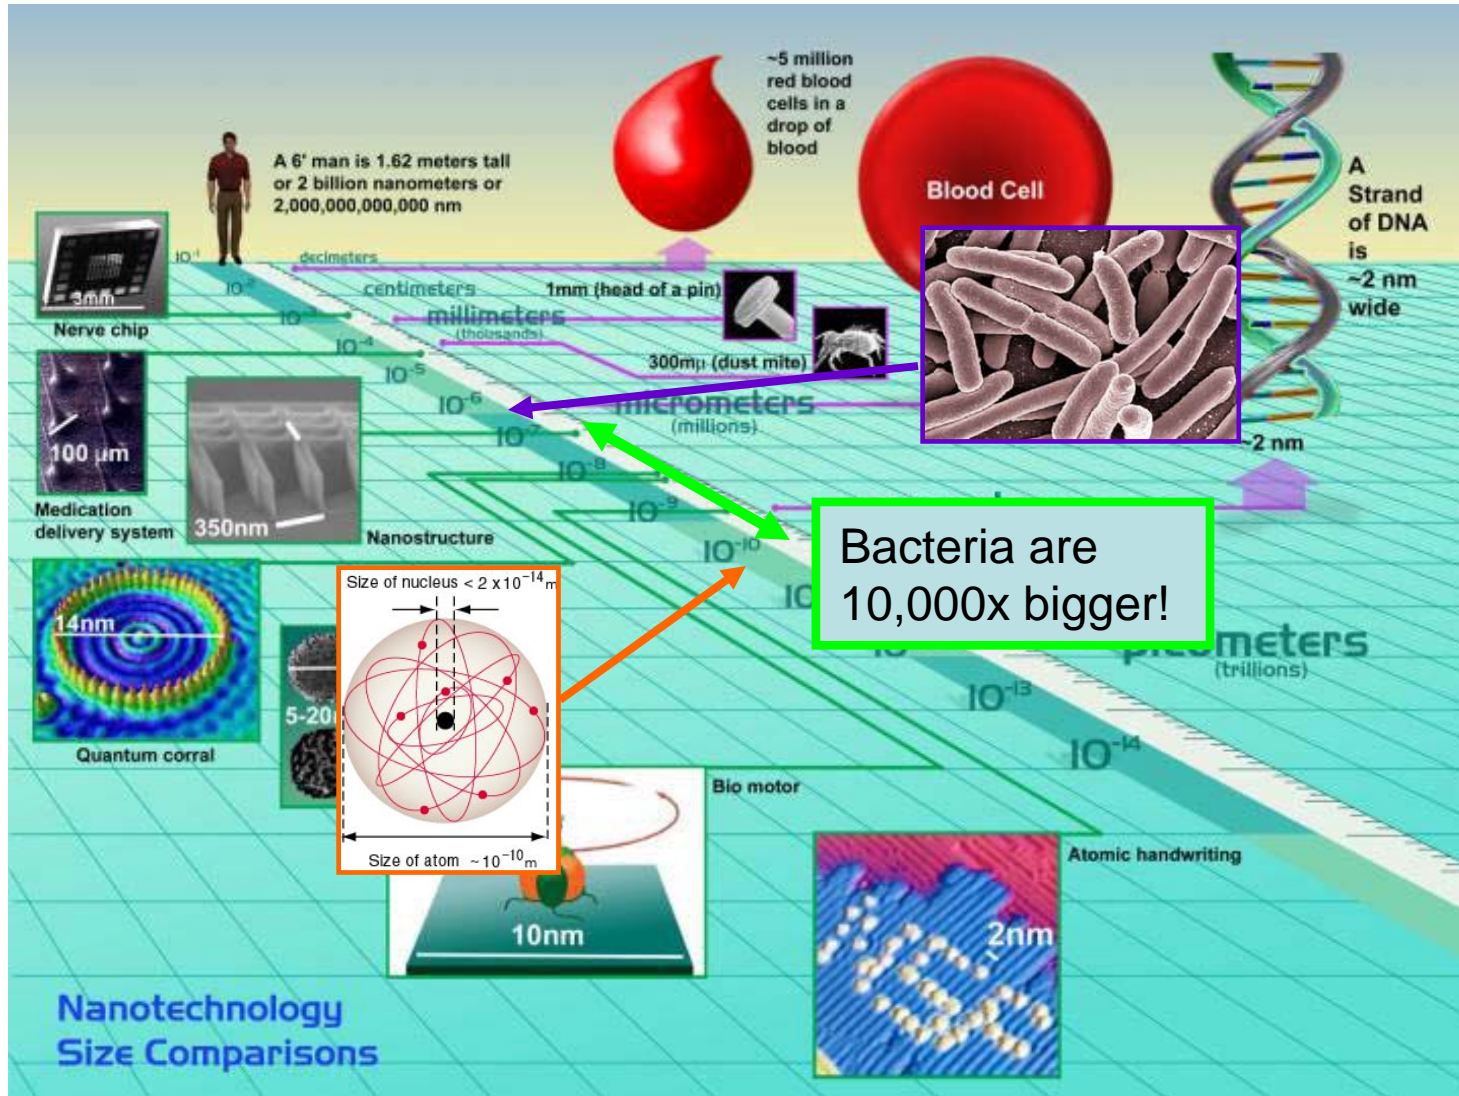 ~5 million
red blood
cells in a
drop of
blood
A 6' man is 1.62 meters tall
or 2 billion nanometers or
2,000,000,000,000 nm
Blood Cell
A
Strand
of DNA
is
~2 nm
wide
3mm
Nerve chip
10-1
decimeters
10-2
centimeters
1mm (head of a pin)
10-3
millimeters
(thousands)
10-4
300mµ (dust mite)
10-5
10-6
micrometers
(millions)
10-7
~2 nm
100 µm
Medication
delivery system
350nm
Nanostructure
10-8
10-9
10-10
Bacteria are
10,000x bigger!
picometers
(trillions)
10-13
10-14
14nm
Quantum corral
5-20
Size of nucleus < 2 x 10−14 m
Size of atom ~ 10−10 m
Bio motor
10nm
Atomic handwriting
2nm
Nanotechnology
Size Comparisons